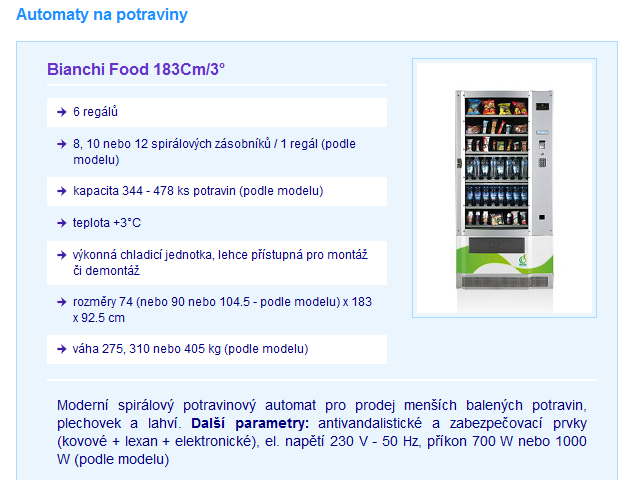 Automaty na potraviny
Bianchi Food 183Cm/3°
6 regálů
8, 10 nebo 12 spirálových zásobníků / 1 regál (podle
modelu)
kapacita 344 - 478 ks potravin (podle modelu)
teplota +3°C
výkonná chladicí jednotka, lehce přístupná pro montáž
či demontáž
rozměry 74 (nebo 90 nebo 104.5 - podle modelu) x 183
x 92.5 cm
váha 275, 310 nebo 405 kg (podle modelu)
Moderní spirálový potravinový automat pro prodej menších balených potravin,
plechovek a lahví. Další parametry: antivandalistické a zabezpečovací prvky
(kovové + lexan + elektronické), el. napětí 230 V - 50 Hz, příkon 700 W nebo 1000
W (podle modelu)